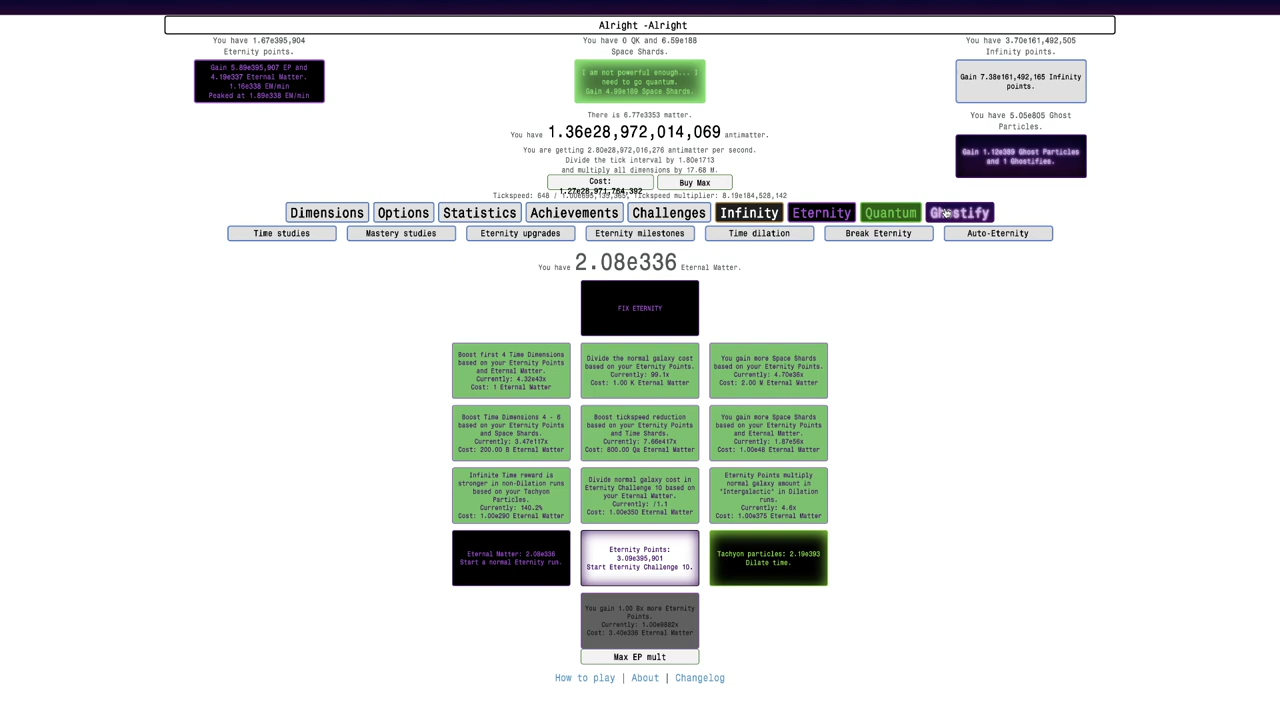 Alright -Alright
You have 1.67e395,904
Eternity points.
Gain 5.89e395,907 EP and
4.19e337 Eternal Matter.
1.16e338 EM/min
Peaked at 1.89e338 EM/min
You have 0 QK and 6.59e188
Space Shards.
I am not powerful enough... I
need to go quantum.
Gain 4.99e189 Space Shards.
You have 3.70e161,492,505
Infinity points.
Gain 7.38e161,492,165 Infinity
points.
You have 5.05e805 Ghost
Particles.
Gain 1.12e389 Ghost Particles
and 1 Ghostifies.
There is 6.77e3353 matter.
You have 1.36e28,972,014,069 antimatter.
You are getting 2.80e28,972,016,276 antimatter per second.
Divide the tick interval by 1.80e1713
and multiply all dimensions by 17.68 M.
Cost:
1.27e28,971,764,392
Buy Max
Tickspeed: 648 / Tickspeed multiplier: 8.19e184,528,142
Dimensions
Options
Statistics
Achievements
Challenges
Infinity
Eternity
Quantum
Ghostify
Time studies
Mastery studies
Eternity upgrades
Eternity milestones
Time dilation
Break Eternity
Auto-Eternity
You have 2.08e336 Eternal Matter.
FIX ETERNITY
Boost first 4 Time Dimensions
based on your Eternity Points
and Eternal Matter.
Currently: 4.32e43x
Cost: 1 Eternal Matter
Divide the normal galaxy cost
based on your Eternity Points.
Currently: 99.1x
Cost: 1.00 K Eternal Matter
You gain more Space Shards
based on your Eternity Points.
Currently: 4.70e36x
Cost: 2.00 M Eternal Matter
Boost Time Dimensions 4 - 6
based on your Eternity Points
and Space Shards.
Currently: 3.47e117x
Cost: 200.00 B Eternal Matter
Boost tickspeed reduction
based on your Eternity Points
and Time Shards.
Currently: 7.66e417x
Cost: 800.00 Qa Eternal Matter
You gain more Space Shards
based on your Eternity Points
and Eternal Matter.
Currently: 1.87e56x
Cost: 1.00e48 Eternal Matter
Infinite Time reward is
stronger in non-Dilation runs
based on your Tachyon
Particles.
Currently: 140.2%
Cost: 1.00e290 Eternal Matter
Divide normal galaxy cost in
Eternity Challenge 10 based on
your Eternal Matter.
Currently: /1.1
Cost: 1.00e350 Eternal Matter
Eternity Points multiply
normal galaxy amount in
'Intergalactic' in Dilation
runs.
Currently: 4.6x
Cost: 1.00e375 Eternal Matter
Eternal Matter: 2.08e336
Start a normal Eternity run.
Eternity Points:
3.09e395,901
Start Eternity Challenge 10.
Tachyon particles: 2.19e393
Dilate time.
You gain 1.00 Bx more Eternity
Points.
Currently: 1.00e9882x
Cost: 3.40e338 Eternal Matter
Max EP mult
How to play | About | Changelog